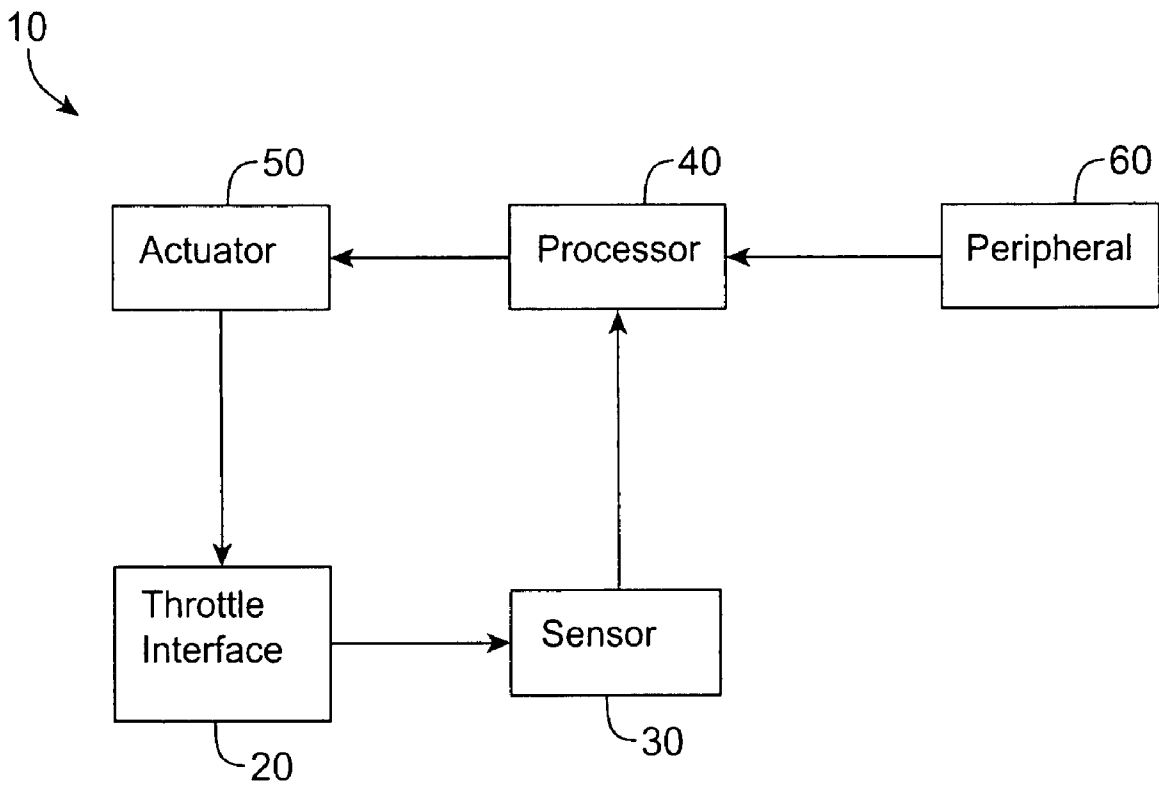 10
50
40
60
Actuator
Processor
Peripheral
Throttle
Interface
Sensor
20
30